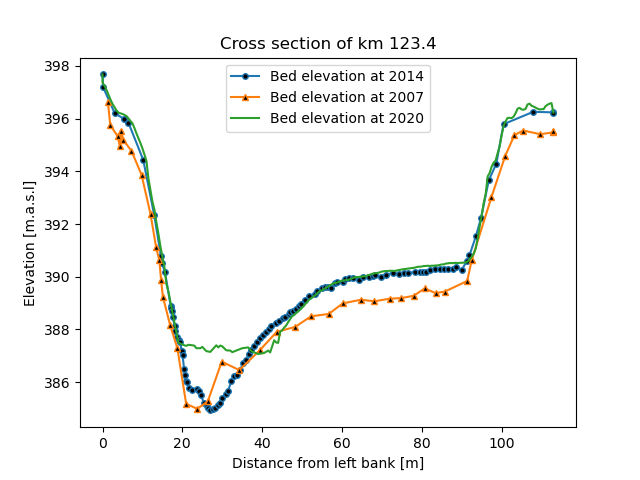 Cross section of km 123.4
Bed elevation at 2014
Bed elevation at 2007
Bed elevation at 2020
Elevation [m.a.s.l]
398
396
394
392
390
388
386
0 20 40 60 80 100
Distance from left bank [m]